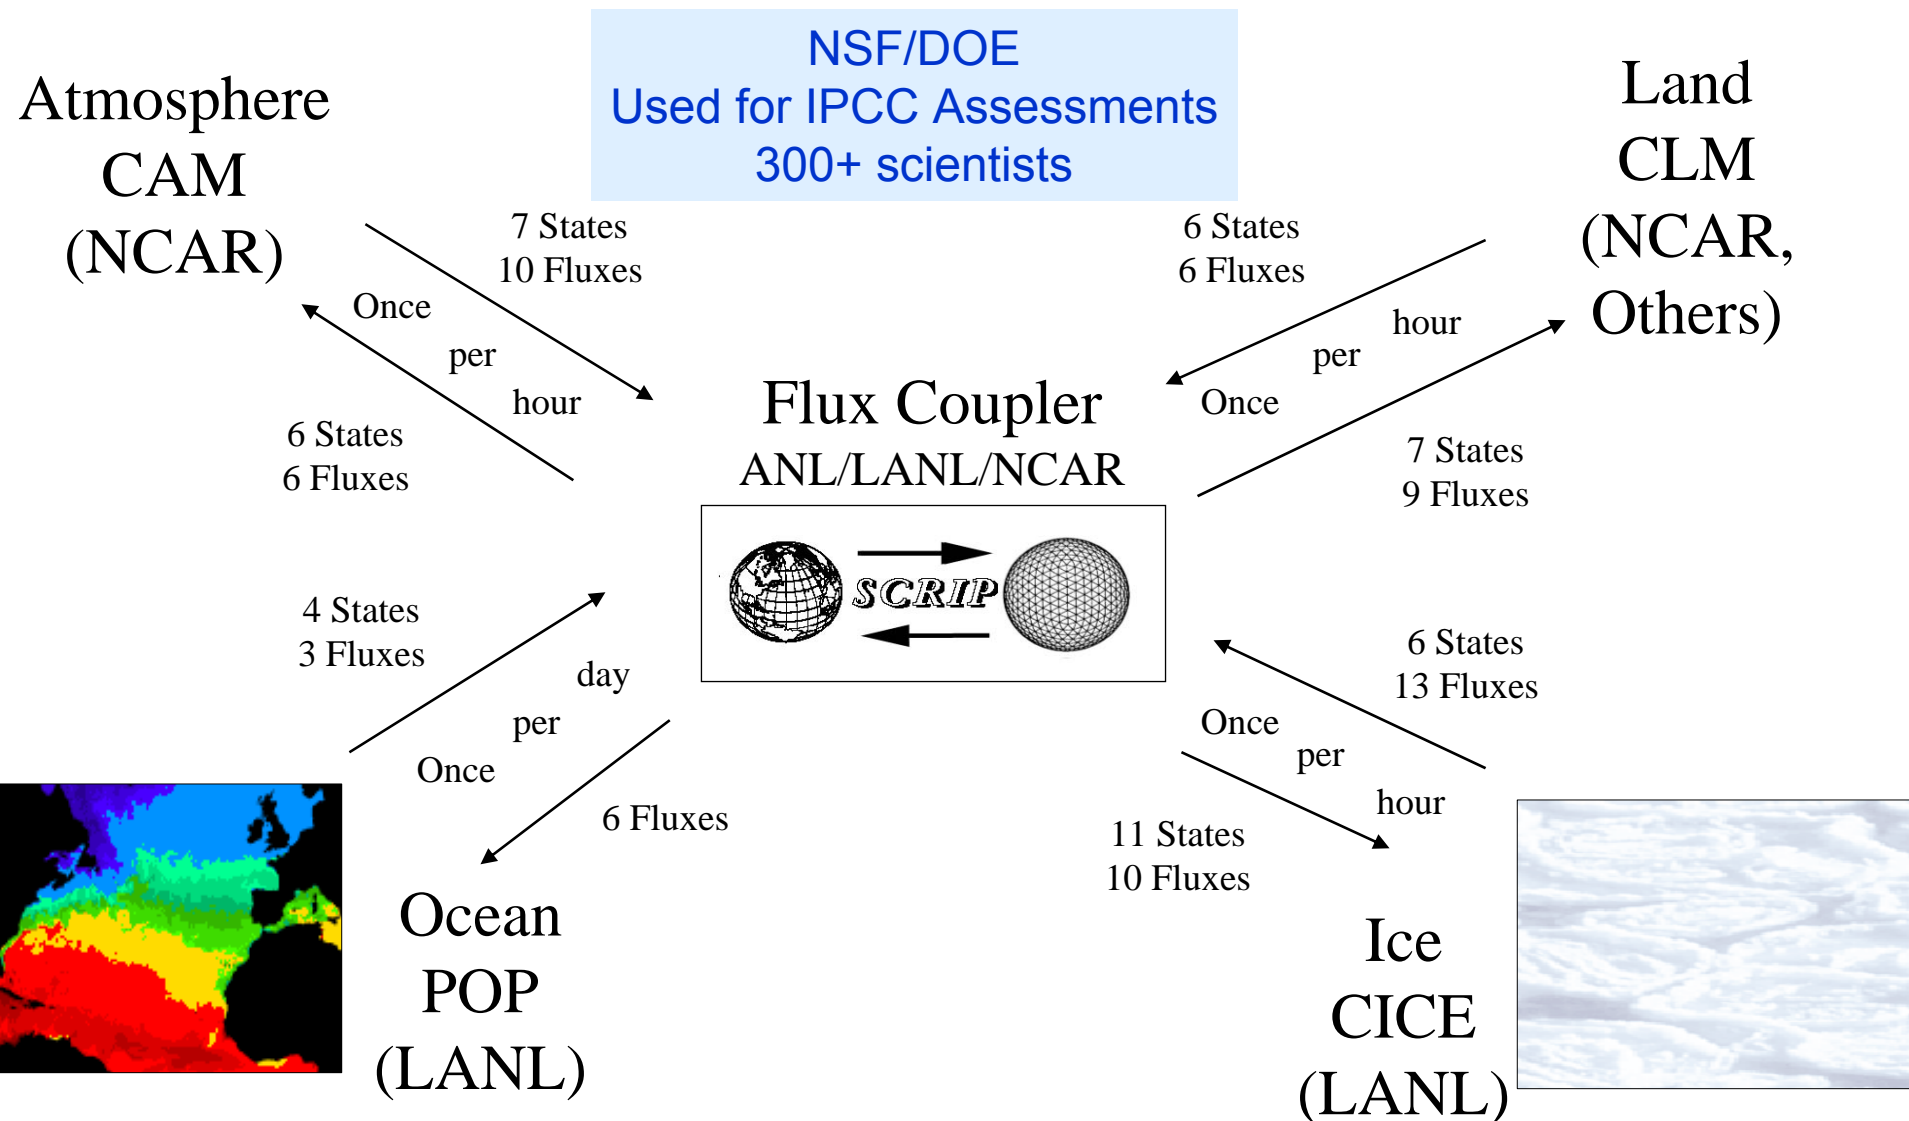 NSF/DOE
Used for IPCC Assessments
300+ scientists
Atmosphere
CAM
(NCAR)
Land
CLM
(NCAR,
Others)
7 States
10 Fluxes
Once
per
hour
6 States
6 Fluxes
6 States
6 Fluxes
hour
per
Once
7 States
9 Fluxes
Flux Coupler
ANL/LANL/NCAR
SCRIP
4 States
3 Fluxes
day
per
Once
6 Fluxes
6 States
13 Fluxes
Once
per
hour
11 States
10 Fluxes
Ocean
POP
(LANL)
Ice
CICE
(LANL)